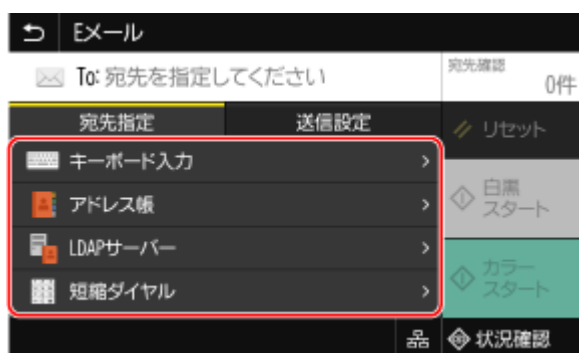 Eメール
To: 宛先を指定してください
宛先確認
0件
宛先指定
送信設定
リセット
キーボード入力
アドレス帳
LDAPサーバー
短縮ダイヤル
白黒
スタート
カラー
スタート
状況確認